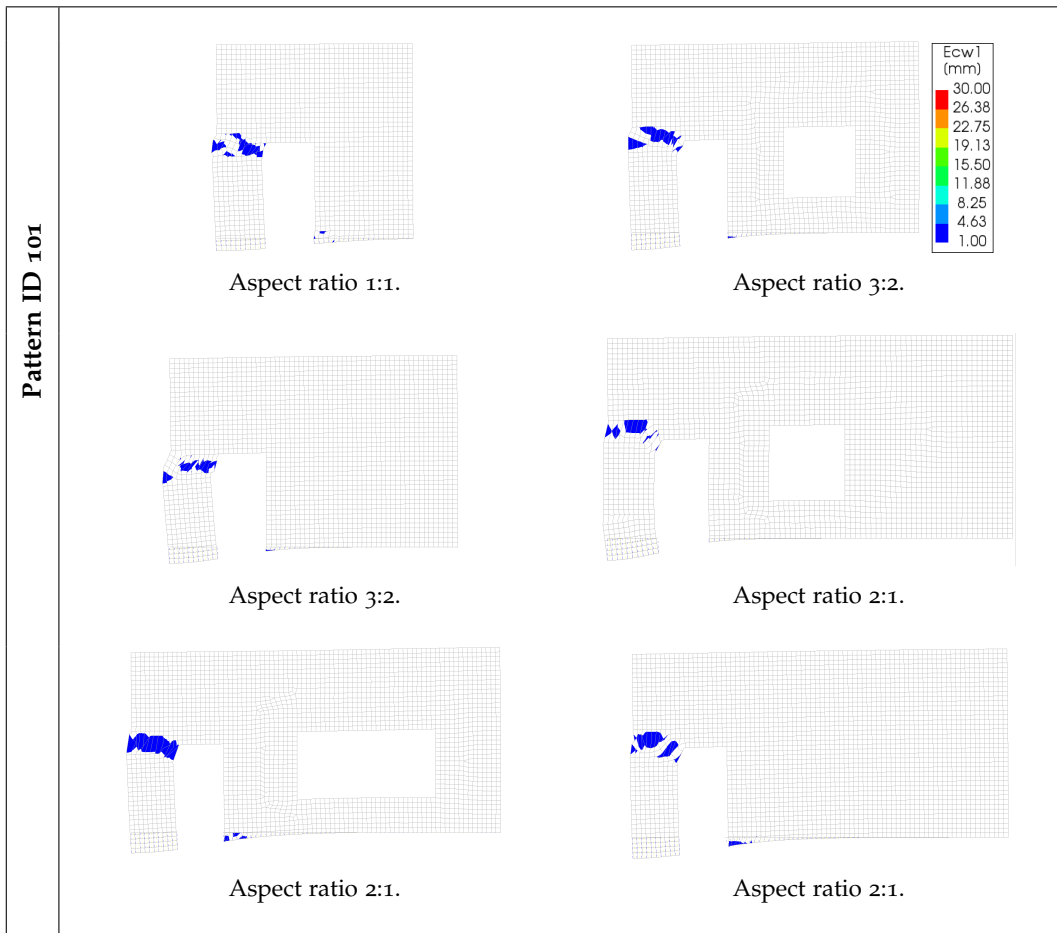 Pattern ID 101
Ecw1
(mm)
30.00
26.38
22.75
19.13
15.50
11.88
8.25
4.63
1.00
Aspect ratio 1:1.
Aspect ratio 3:2.
Aspect ratio 3:2.
Aspect ratio 2:1.
Aspect ratio 2:1.
Aspect ratio 2:1.